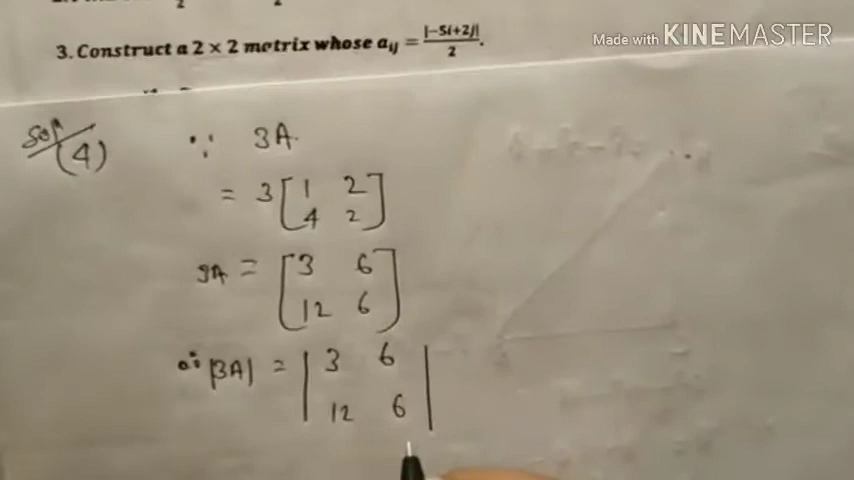 Made with KINEMASTER
3. Construct a 2 × 2 metrix whose aij = |-5i+2j|/2.
Sol/(4) ∵ 3A.
= 3 [1 2
4 2]
3A = [3 6
12 6]
∴ |3A| = |3 6
12 6|